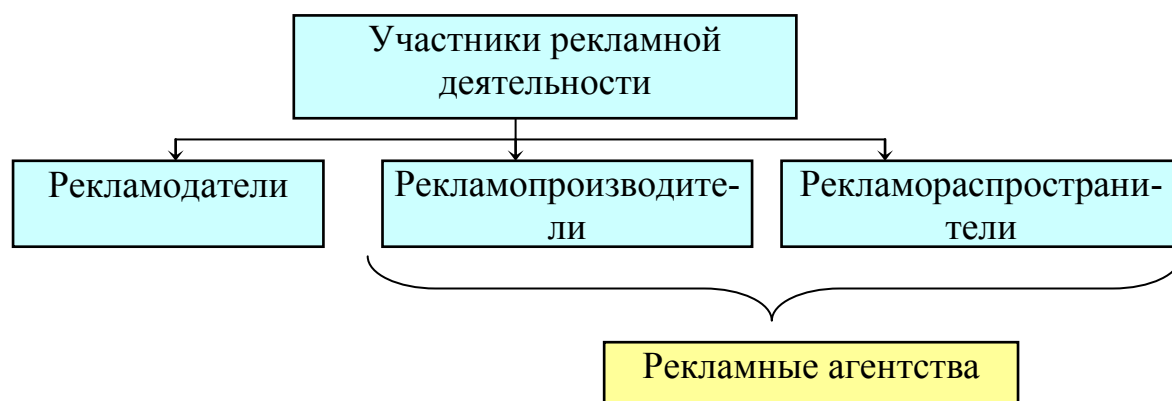 Участники рекламной
деятельности
Рекламодатели
Рекламопроизводите-
ли
Рекламораспространи-
тели
Рекламные агентства